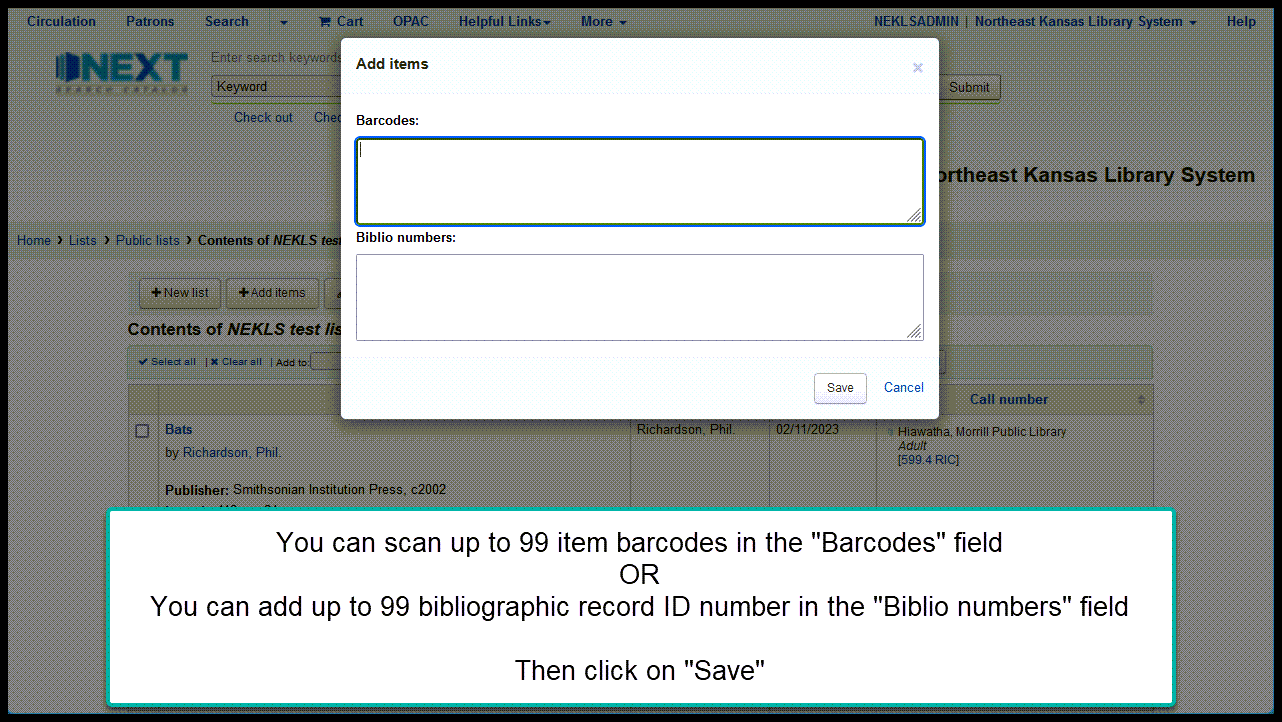 Circulation Patrons Search Cart OPAC Helpful Links More NEKLSADMIN | Northeast Kansas Library System Help
NEXT
SEARCH CATALOG
Enter search keywords
Keyword
Submit
Check out
Add items
×
Barcodes:
Biblio numbers:
Save Cancel
ortheast Kansas Library System
Home › Lists › Public lists › Contents of NEKLS test
New list Add items
Contents of NEKLS test lis
Select all | Clear all | Add to:
Call number
Bats
by Richardson, Phil.
Publisher: Smithsonian Institution Press, c2002
Richardson, Phil.
02/11/2023
Hiawatha, Morrill Public Library
Adult
[599.4 RIC]
You can scan up to 99 item barcodes in the "Barcodes" field
OR
You can add up to 99 bibliographic record ID number in the "Biblio numbers" field
Then click on "Save"